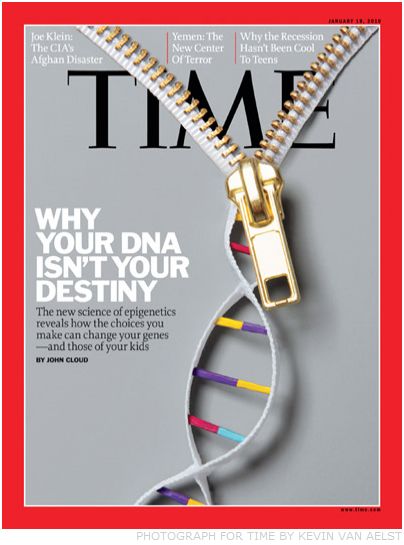 JANUARY 18, 2010
Joe Klein:
The CIA's
Afghan Disaster
Yemen: The
New Center
Of Terror
Why the Recession
Hasn't Been Cool
To Teens
TIME
WHY
YOUR DNA
ISN'T YOUR
DESTINY
The new science of epigenetics
reveals how the choices you
make can change your genes
—and those of your kids
BY JOHN CLOUD
www.time.com
PHOTOGRAPH FOR TIME BY KEVIN VAN AELST